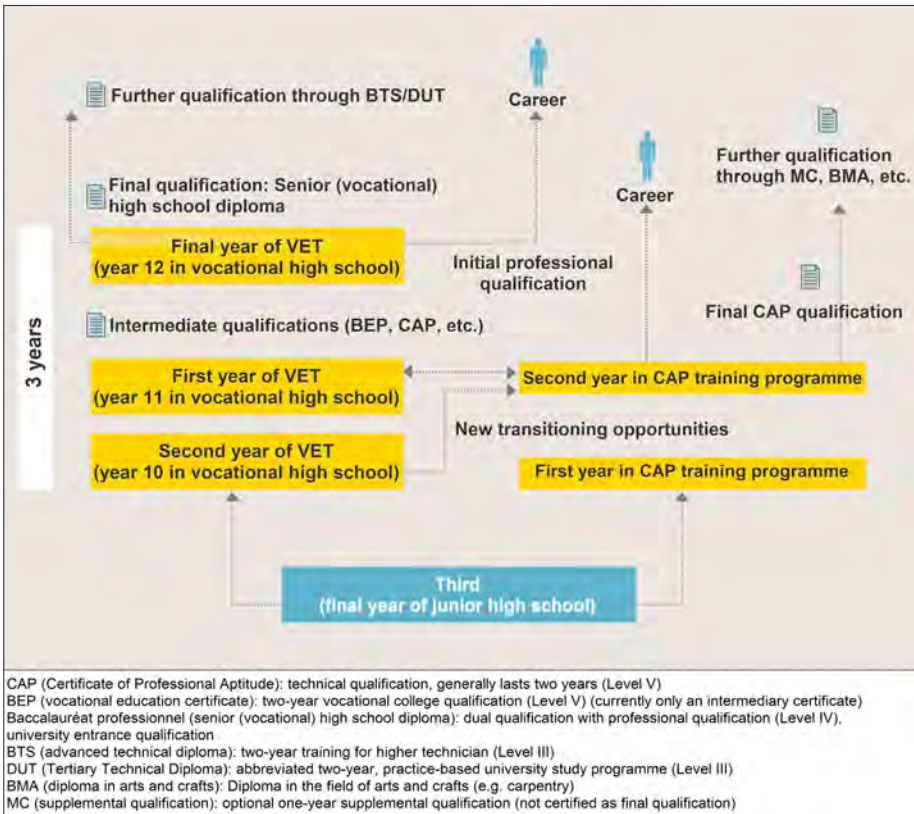 Further qualification through BTS/DUT
Career
Final qualification: Senior (vocational)
high school diploma
Career
Further qualification
through MC, BMA, etc.
Final year of VET
(year 12 in vocational high school)
Initial professional
qualification
Final CAP qualification
3 years
Intermediate qualifications (BEP, CAP, etc.)
First year of VET
(year 11 in vocational high school)
Second year in CAP training programme
New transitioning opportunities
Second year of VET
(year 10 in vocational high school)
First year in CAP training programme
Third
(final year of junior high school)
CAP (Certificate of Professional Aptitude): technical qualification, generally lasts two years (Level V)
BEP (vocational education certificate): two-year vocational college qualification (Level V) (currently only an intermediary certificate)
Baccalauréat professionnel (senior (vocational) high school diploma): dual qualification with professional qualification (Level IV),
university entrance qualification
BTS (advanced technical diploma): two-year training for higher technician (Level III)
DUT (Tertiary Technical Diploma): abbreviated two-year, practice-based university study programme (Level III)
BMA (diploma in arts and crafts): Diploma in the field of arts and crafts (e.g. carpentry)
MC (supplemental qualification): optional one-year supplemental qualification (not certified as final qualification)